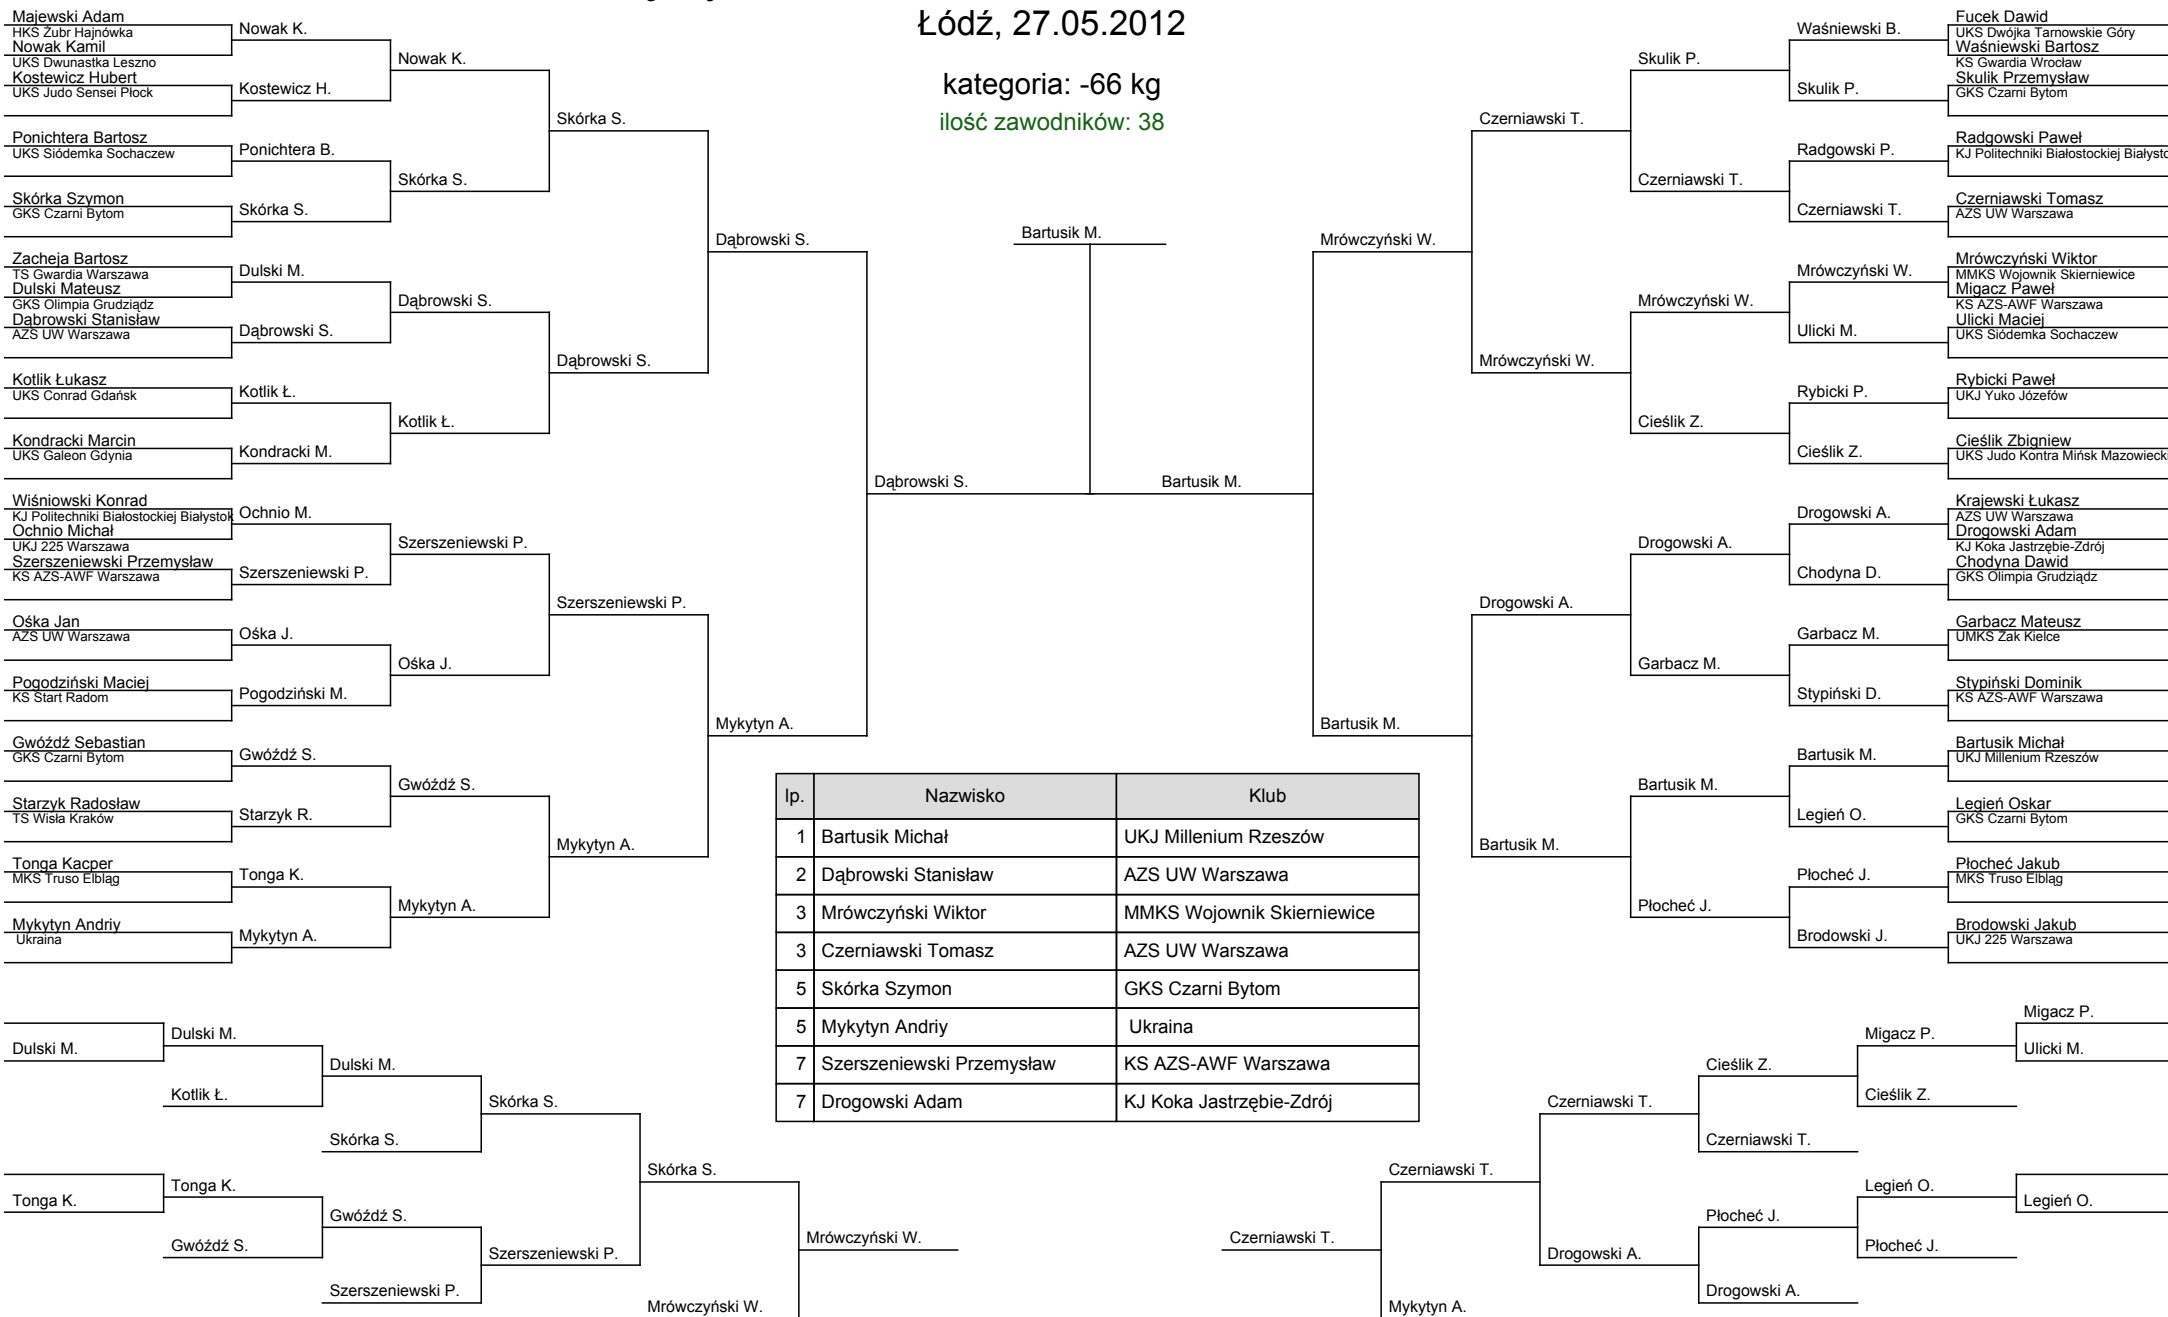 Łódź, 27.05.2012
kategoria: -66 kg
ilość zawodników: 38
Majewski Adam
HKS Żubr Hajnówka
Nowak Kamil
UKS Dwunastka Leszno
Kostewicz Hubert
UKS Judo Sensei Płock
Ponichtera Bartosz
UKS Siódemka Sochaczew
Skórka Szymon
GKS Czarni Bytom
Zacheja Bartosz
TS Gwardia Warszawa
Dulski Mateusz
GKS Olimpia Grudziądz
Dąbrowski Stanisław
AZS UW Warszawa
Kotlik Łukasz
UKS Conrad Gdańsk
Kondracki Marcin
UKS Galeon Gdynia
Wiśniowski Konrad
KJ Politechniki Białostockiej Białystok
Ochnio Michał
UKJ 225 Warszawa
Szerszeniewski Przemysław
KS AZS-AWF Warszawa
Ośka Jan
AZS UW Warszawa
Pogodziński Maciej
KS Start Radom
Gwóźdź Sebastian
GKS Czarni Bytom
Starzyk Radosław
TS Wisła Kraków
Tonga Kacper
MKS Truso Elbląg
Mykytyn Andriy
Ukraina
Nowak K.
Kostewicz H.
Ponichtera B.
Skórka S.
Dulski M.
Dąbrowski S.
Kotlik Ł.
Kondracki M.
Ochnio M.
Szerszeniewski P.
Ośka J.
Pogodziński M.
Gwóźdź S.
Starzyk R.
Tonga K.
Mykytyn A.
Nowak K.
Skórka S.
Dąbrowski S.
Kotlik Ł.
Szerszeniewski P.
Ośka J.
Gwóźdź S.
Mykytyn A.
Skórka S.
Dąbrowski S.
Szerszeniewski P.
Mykytyn A.
Dąbrowski S.
Mykytyn A.
Dąbrowski S.
Bartusik M.
Bartusik M.
Mrówczyński W.
Bartusik M.
Czerniawski T.
Mrówczyński W.
Drogowski A.
Bartusik M.
Skulik P.
Czerniawski T.
Mrówczyński W.
Cieślik Z.
Drogowski A.
Garbacz M.
Bartusik M.
Płocheć J.
Waśniewski B.
Skulik P.
Radgowski P.
Czerniawski T.
Mrówczyński W.
Ulicki M.
Rybicki P.
Cieślik Z.
Drogowski A.
Chodyna D.
Garbacz M.
Stypiński D.
Bartusik M.
Legień O.
Płocheć J.
Brodowski J.
Fucek Dawid
UKS Dwójka Tarnowskie Góry
Waśniewski Bartosz
KS Gwardia Wrocław
Skulik Przemysław
GKS Czarni Bytom
Radgowski Paweł
KJ Politechniki Białostockiej Białysto
Czerniawski Tomasz
AZS UW Warszawa
Mrówczyński Wiktor
MMKS Wojownik Skierniewice
Migacz Paweł
KS AZS-AWF Warszawa
Ulicki Maciej
UKS Siódemka Sochaczew
Rybicki Paweł
UKJ Yuko Józefów
Cieślik Zbigniew
UKS Judo Kontra Mińsk Mazowiecki
Krajewski Łukasz
AZS UW Warszawa
Drogowski Adam
KJ Koka Jastrzębie-Zdrój
Chodyna Dawid
GKS Olimpia Grudziądz
Garbacz Mateusz
UMKS Żak Kielce
Stypiński Dominik
KS AZS-AWF Warszawa
Bartusik Michał
UKJ Millenium Rzeszów
Legień Oskar
GKS Czarni Bytom
Płocheć Jakub
MKS Truso Elbląg
Brodowski Jakub
UKJ 225 Warszawa
lp. Nazwisko Klub
1 Bartusik Michał UKJ Millenium Rzeszów
2 Dąbrowski Stanisław AZS UW Warszawa
3 Mrówczyński Wiktor MMKS Wojownik Skierniewice
3 Czerniawski Tomasz AZS UW Warszawa
5 Skórka Szymon GKS Czarni Bytom
5 Mykytyn Andriy Ukraina
7 Szerszeniewski Przemysław KS AZS-AWF Warszawa
7 Drogowski Adam KJ Koka Jastrzębie-Zdrój
Dulski M.
Tonga K.
Dulski M.
Kotlik Ł.
Tonga K.
Gwóźdź S.
Dulski M.
Skórka S.
Gwóźdź S.
Szerszeniewski P.
Skórka S.
Szerszeniewski P.
Skórka S.
Mrówczyński W.
Mrówczyński W.
Czerniawski T.
Czerniawski T.
Mykytyn A.
Czerniawski T.
Drogowski A.
Cieślik Z.
Czerniawski T.
Płocheć J.
Drogowski A.
Migacz P.
Cieślik Z.
Legień O.
Płocheć J.
Migacz P.
Ulicki M.
Legień O.